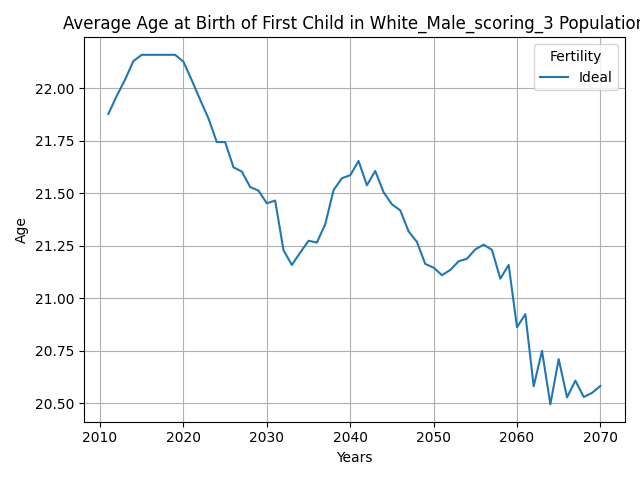 Average Age at Birth of First Child in White_Male_scoring_3 Population
Fertility
Ideal
22.00
21.75
21.50
21.25
21.00
20.75
20.50
Age
2010 2020 2030 2040 2050 2060 2070
Years